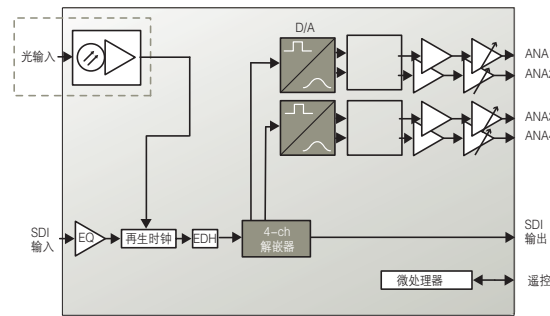 D/A
光输入
ANA
ANA2
ANA3
ANA4
SDI
输入
EQ
再生时钟
EDH
4-ch
解嵌器
SDI
输出
微处理器
遥控